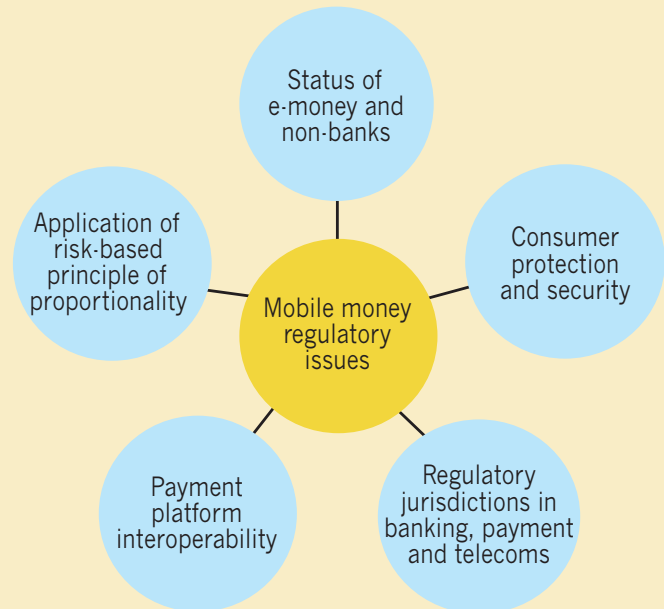 Status of
e-money and
non-banks
Application of
risk-based
principle of
proportionality
Consumer
protection
and security
Mobile money
regulatory
issues
Payment
platform
interoperability
Regulatory
jurisdictions in
banking, payment
and telecoms